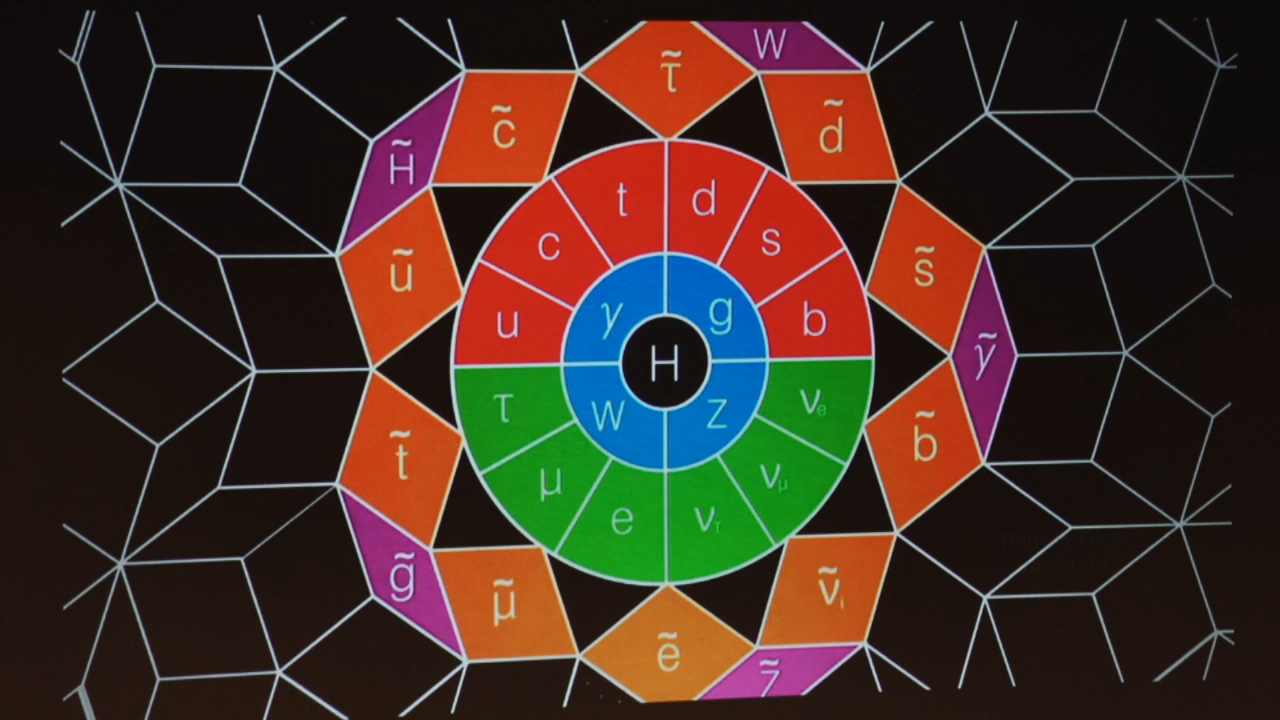 τ̃ W
c̃ d̃
H̃
t d
c s
ũ s̃
γ g
u b
H γ̃
τ W Z νe
t̃ b̃
μ νμ
e ντ
g̃ μ̃ ν̃i
ẽ Z̃